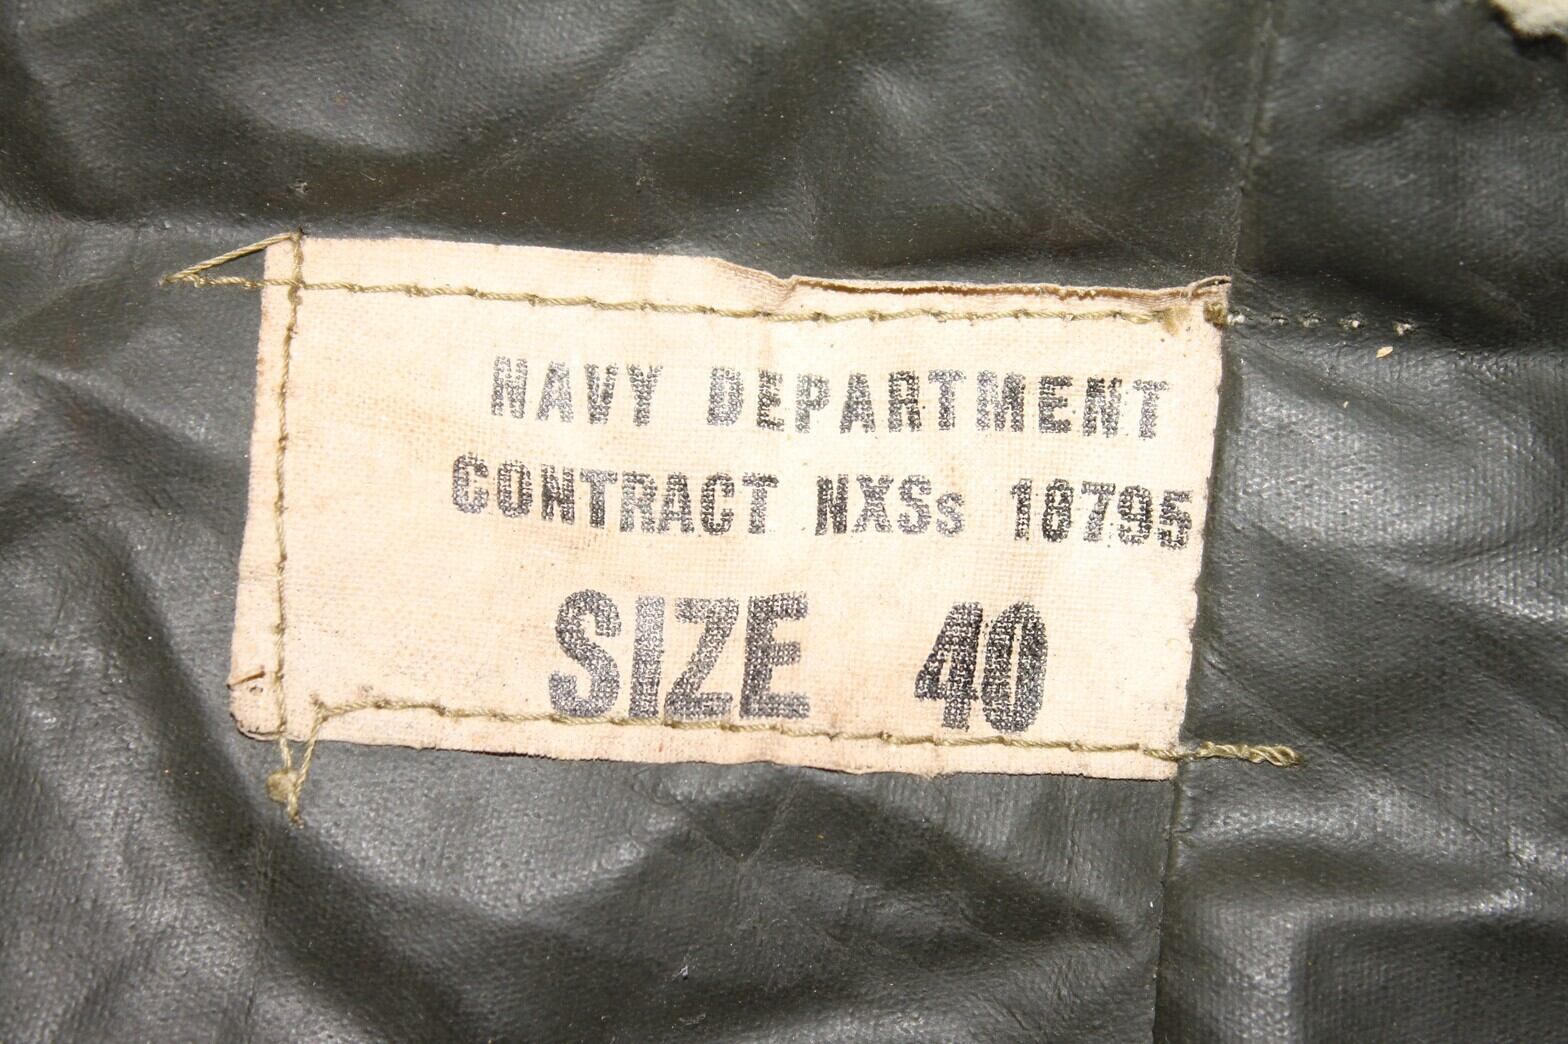 NAVY DEPARTMENT
CONTRACT NXSs 18795
SIZE 40